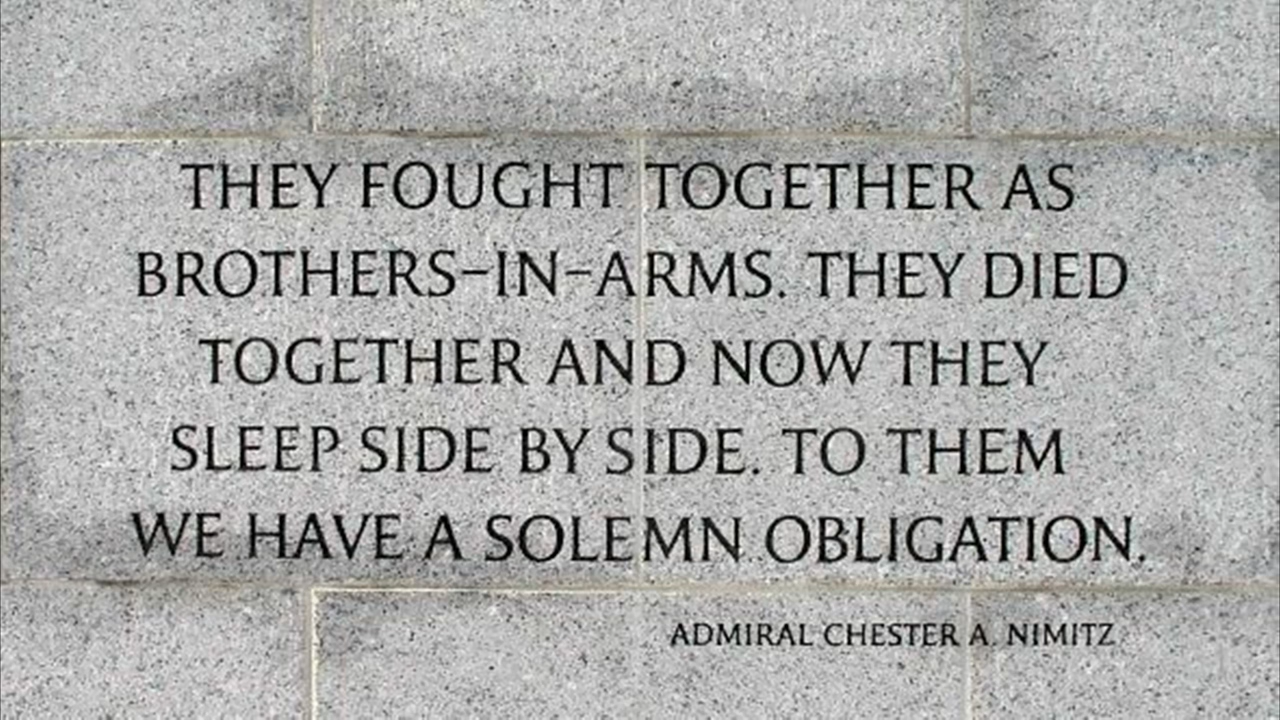 THEY FOUGHT TOGETHER AS
BROTHERS-IN-ARMS. THEY DIED
TOGETHER AND NOW THEY
SLEEP SIDE BY SIDE. TO THEM
WE HAVE A SOLEMN OBLIGATION.
ADMIRAL CHESTER A. NIMITZ